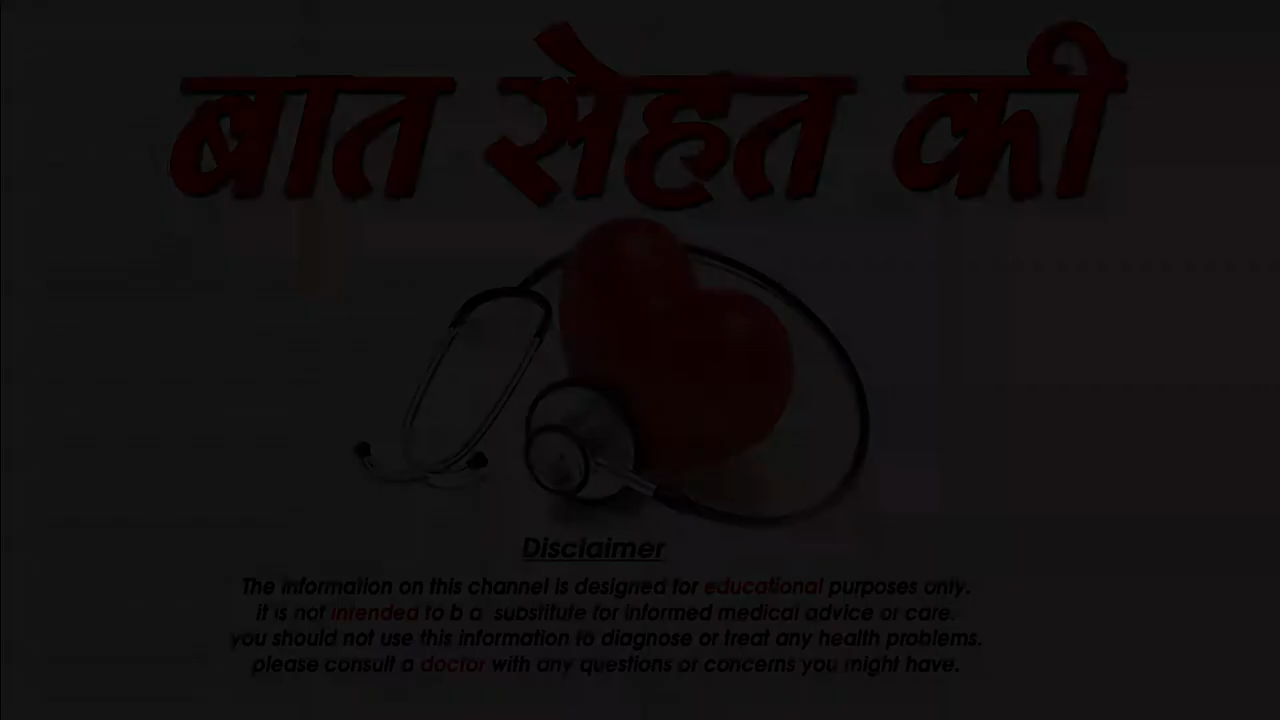 बात सेहत की
Disclaimer
The information on this channel is designed for educational purposes only.
it is not intended to b a substitute for informed medical advice or care.
you should not use this information to diagnose or treat any health problems.
please consult a doctor with any questions or concerns you might have.